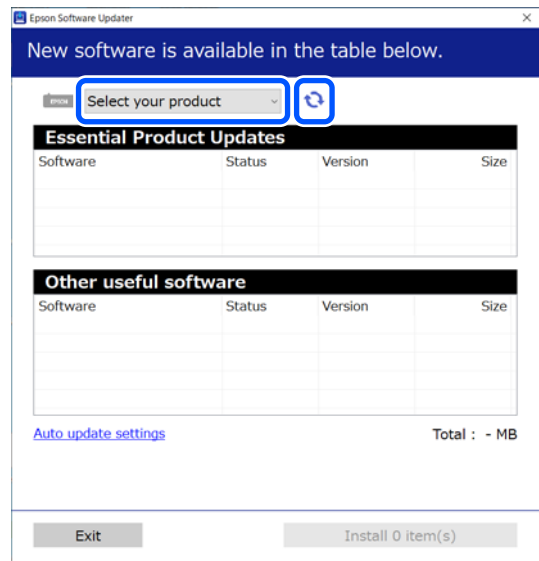 Epson Software Updater
New software is available in the table below.
EPSON Select your product
Essential Product Updates
Software Status Version Size
Other useful software
Software Status Version Size
Auto update settings Total : - MB
Exit Install 0 item(s)